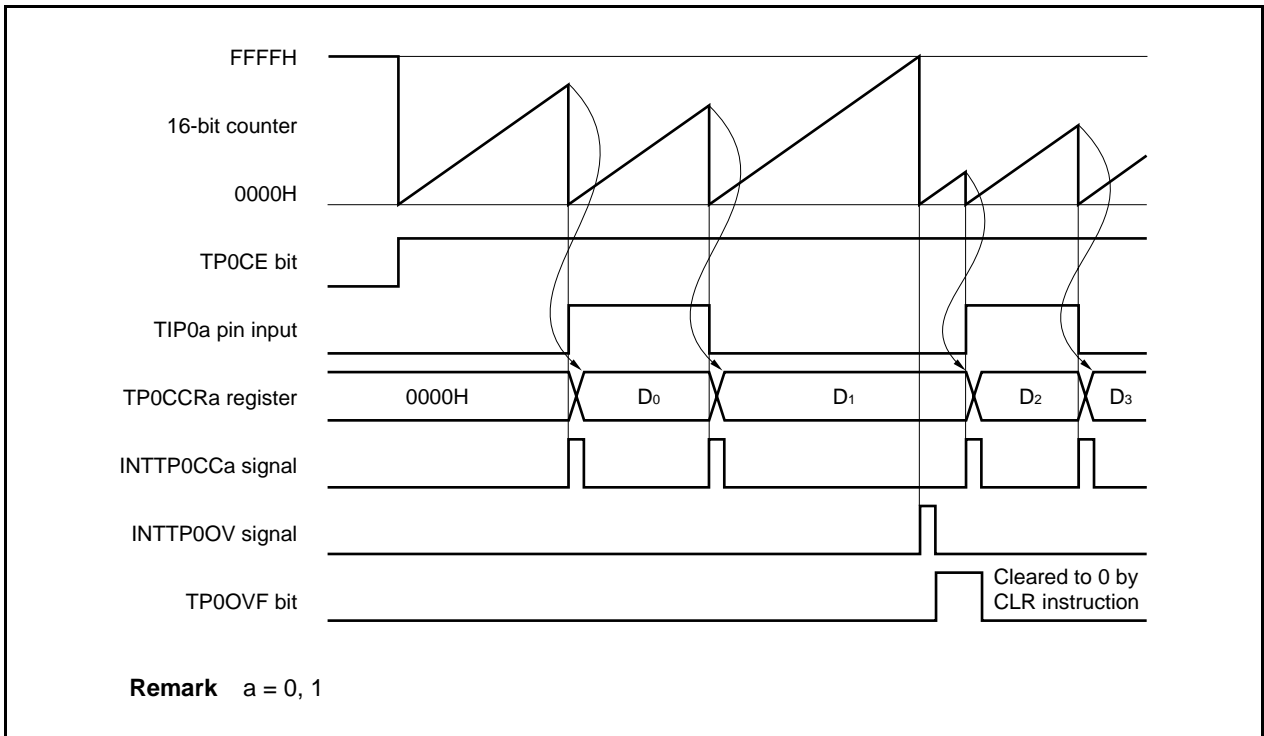 FFFFH
16-bit counter
0000H
TP0CE bit
TIP0a pin input
TP0CCRa register 0000H D0 D1 D2 D3
INTTP0CCa signal
INTTP0OV signal
TP0OVF bit
Cleared to 0 by
CLR instruction
Remark a = 0, 1